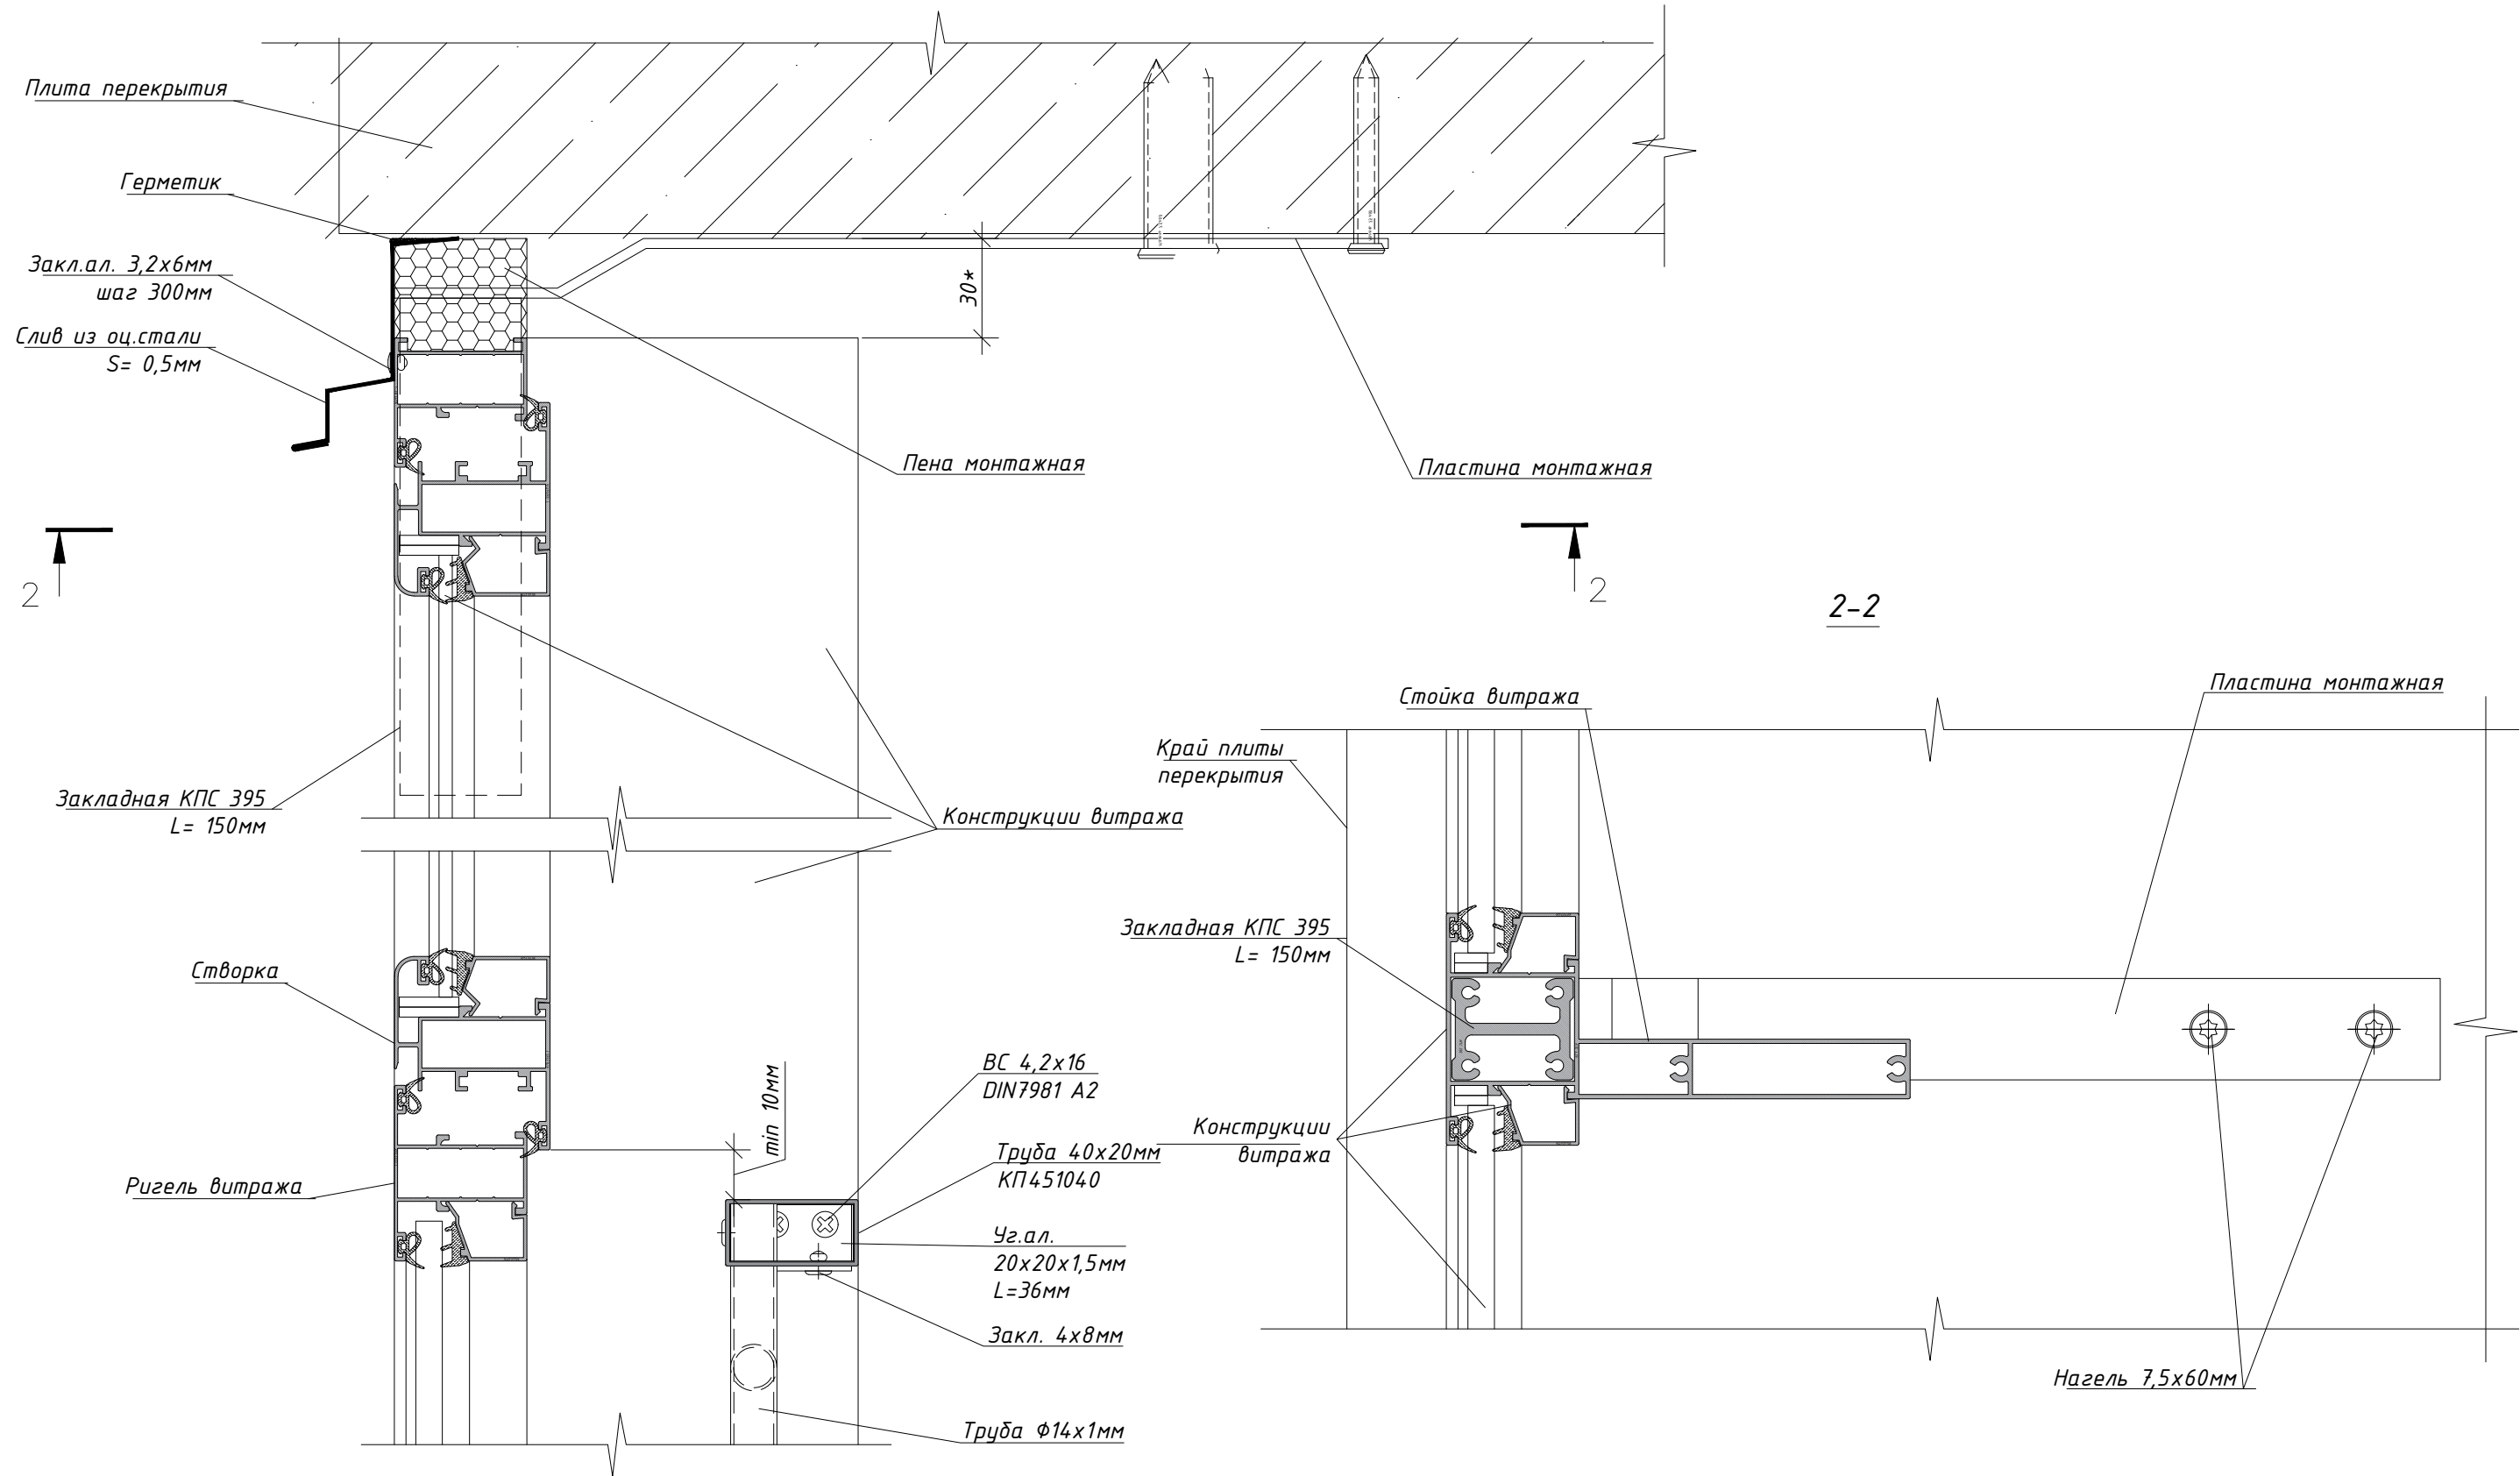 Плита перекрытия
Герметик
Закл.ал. 3,2х6мм
шаг 300мм
Слив из оц.стали
S= 0,5мм
30*
Пена монтажная
Пластина монтажная
2
2
2-2
Закладная КПС 395
L= 150мм
Конструкции витража
Створка
Ригель витража
min 10мм
ВС 4,2х16
DIN7981 А2
Труба 40х20мм
КП451040
Уг.ал.
20х20х1,5мм
L=36мм
Закл. 4х8мм
Труба Ф14х1мм
Стойка витража
Пластина монтажная
Край плиты
перекрытия
Закладная КПС 395
L= 150мм
Конструкции
витража
Нагель 7,5х60мм